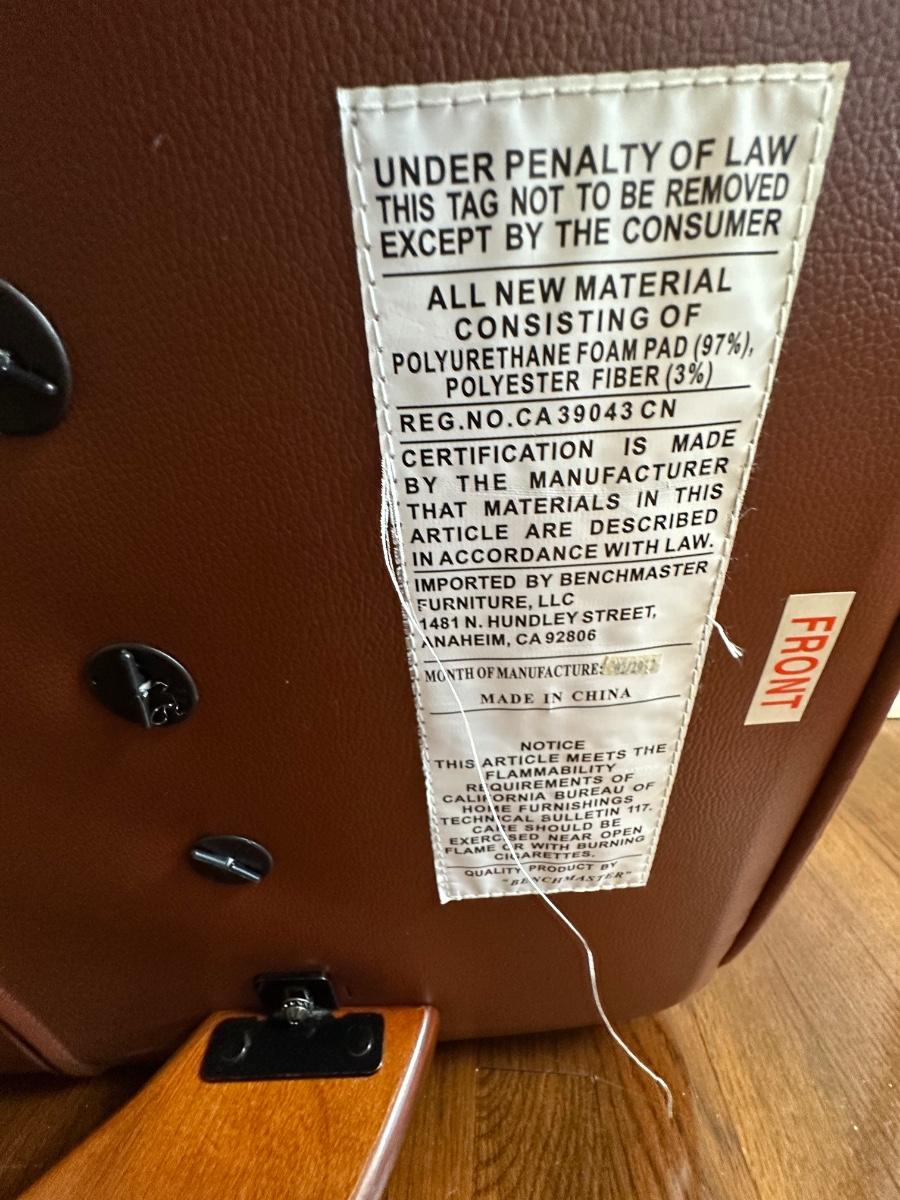 UNDER PENALTY OF LAW
THIS TAG NOT TO BE REMOVED
EXCEPT BY THE CONSUMER
ALL NEW MATERIAL
CONSISTING OF
POLYURETHANE FOAM PAD (97%),
POLYESTER FIBER (3%)
REG.NO.CA 39043 CN
CERTIFICATION IS MADE
BY THE MANUFACTURER
THAT MATERIALS IN THIS
ARTICLE ARE DESCRIBED
IN ACCORDANCE WITH LAW.
IMPORTED BY BENCHMASTER
FURNITURE, LLC
1481 N. HUNDLEY STREET,
ANAHEIM, CA 92806
MONTH OF MANUFACTURE:
MADE IN CHINA
NOTICE
THIS ARTICLE MEETS THE
FLAMMABILITY
REQUIREMENTS OF
CALIFORNIA BUREAU OF
HOME FURNISHINGS
TECHNICAL BULLETIN 117.
CARE SHOULD BE
EXERCISED NEAR OPEN
FLAME OR WITH BURNING
CIGARETTES.
QUALITY PRODUCT BY
"BENCHMASTER"
FRONT